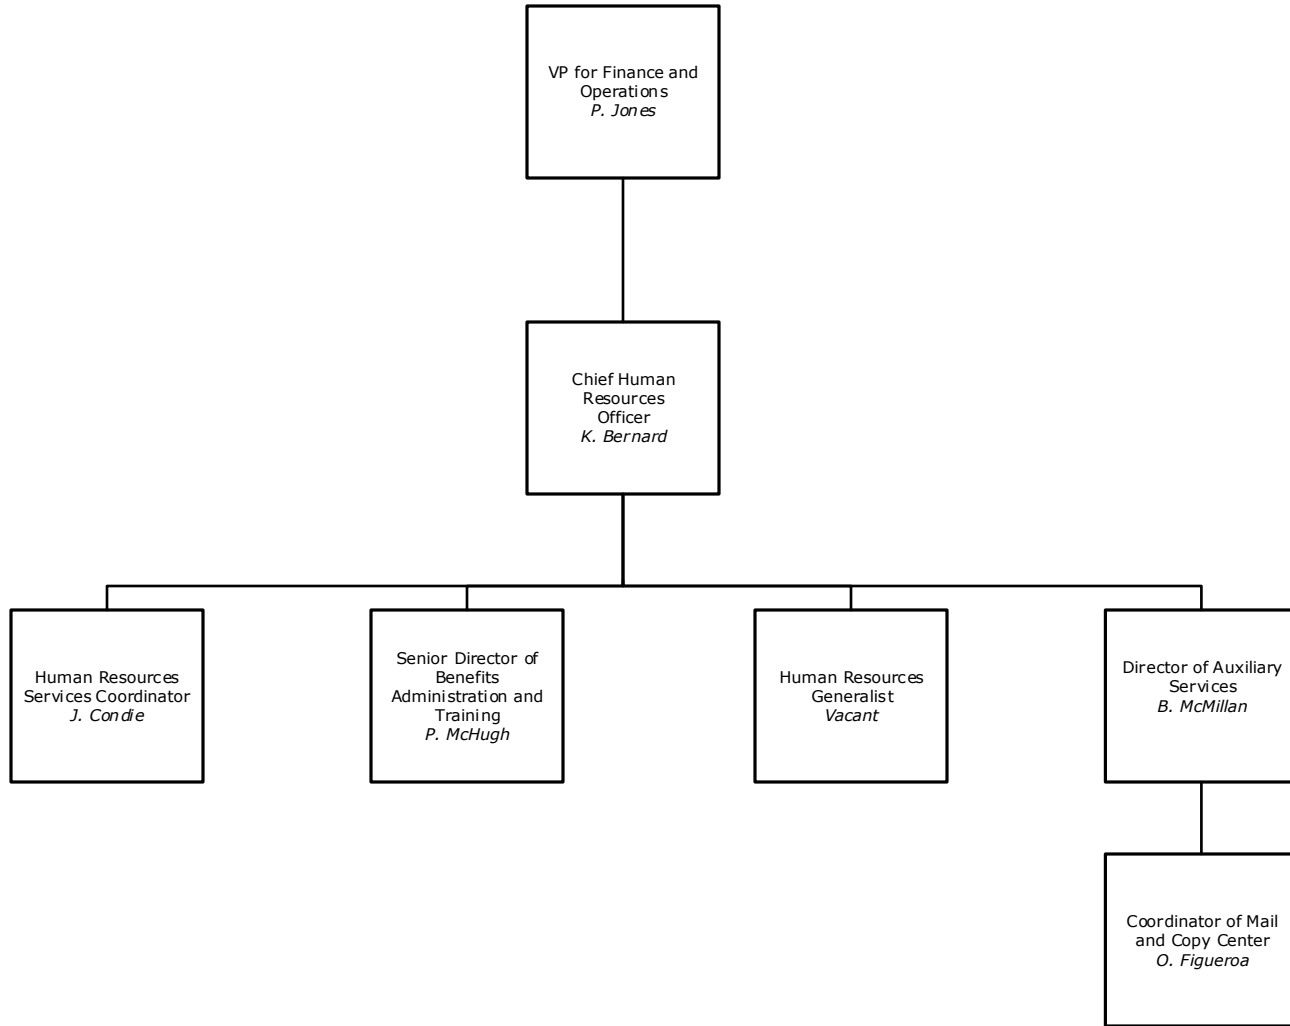 VP for Finance and
Operations
P. Jones
Chief Human
Resources
Officer
K. Bernard
Human Resources
Services Coordinator
J. Condie
Senior Director of
Benefits
Administration and
Training
P. McHugh
Human Resources
Generalist
Vacant
Director of Auxiliary
Services
B. McMillan
Coordinator of Mail
and Copy Center
O. Figueroa